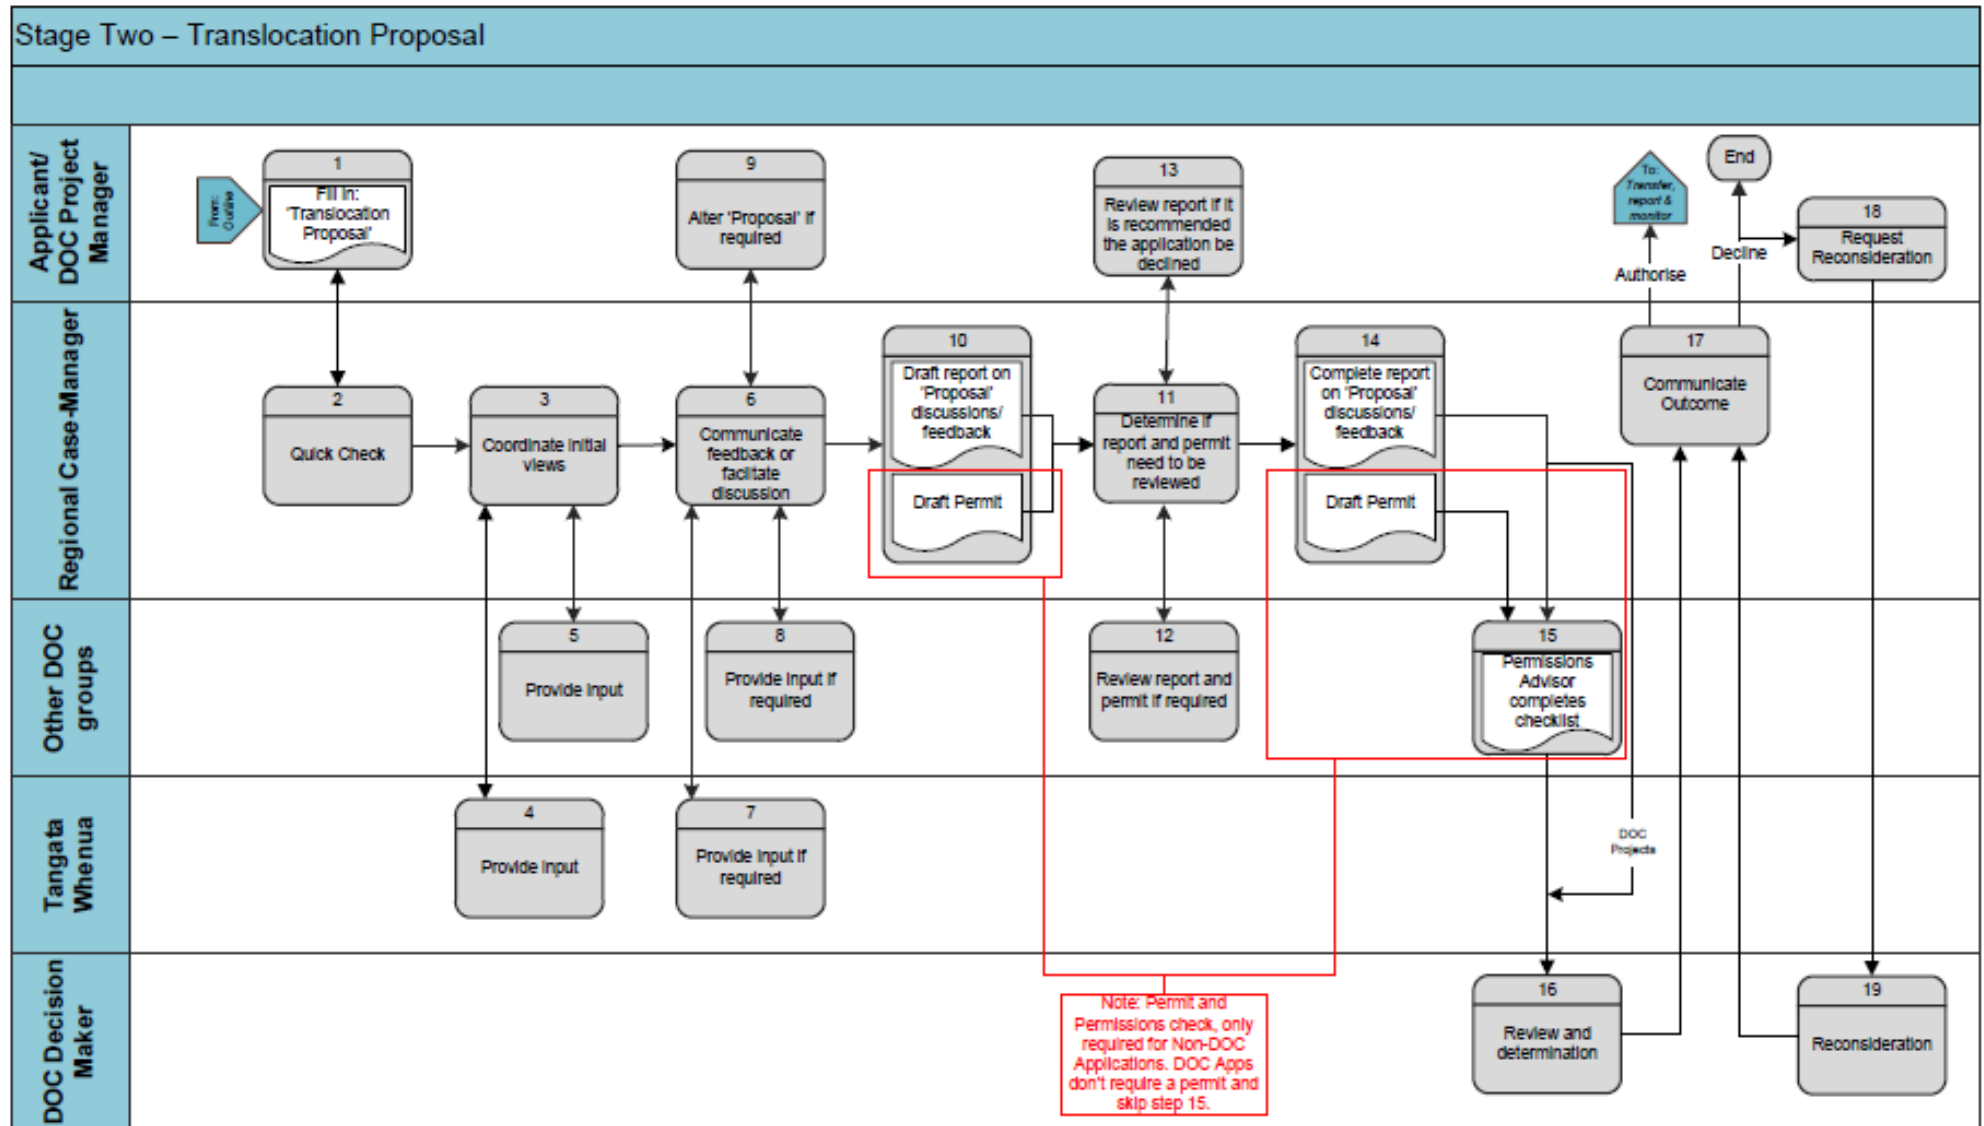 Stage Two – Translocation Proposal
Applicant/
DOC Project
Manager
From:
Outline
1
Fill in:
'Translocation
Proposal'
9
Alter 'Proposal' if
required
13
Review report if it
is recommended
the application be
declined
To:
Transfer,
report &
monitor
End
18
Request
Reconsideration
Authorise
Decline
Regional Case-Manager
2
Quick Check
3
Coordinate initial
views
6
Communicate
feedback or
facilitate
discussion
10
Draft report on
'Proposal'
discussions/
feedback
Draft Permit
11
Determine if
report and permit
need to be
reviewed
14
Complete report
on 'Proposal'
discussions/
feedback
Draft Permit
17
Communicate
Outcome
Other DOC
groups
5
Provide input
8
Provide input if
required
12
Review report and
permit if required
15
Permissions
Advisor
completes
checklist
Tangata
Whenua
4
Provide input
7
Provide input if
required
DOC
Projects
DOC Decision
Maker
Note: Permit and
Permissions check, only
required for Non-DOC
Applications. DOC Apps
don't require a permit and
skip step 15.
16
Review and
determination
19
Reconsideration